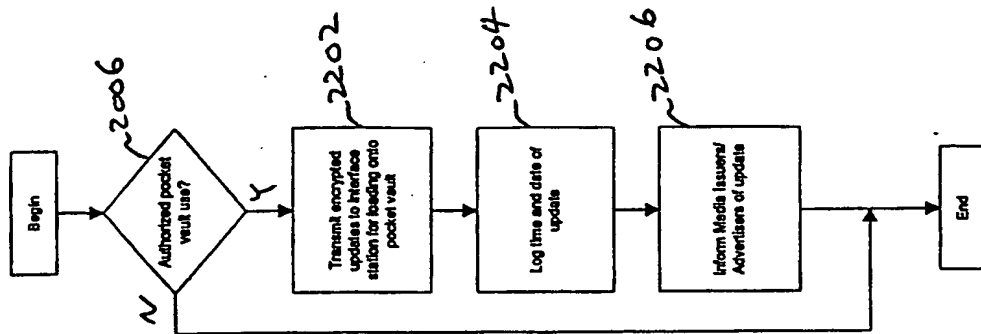 Begin
2006
Authorized pocket
vault use?
N
Y
2202
Transmit encrypted
updates to interface
station for loading onto
pocket vault
2204
Log time and date of
update
2206
Inform Media Issuers/
Advertisers of update
End